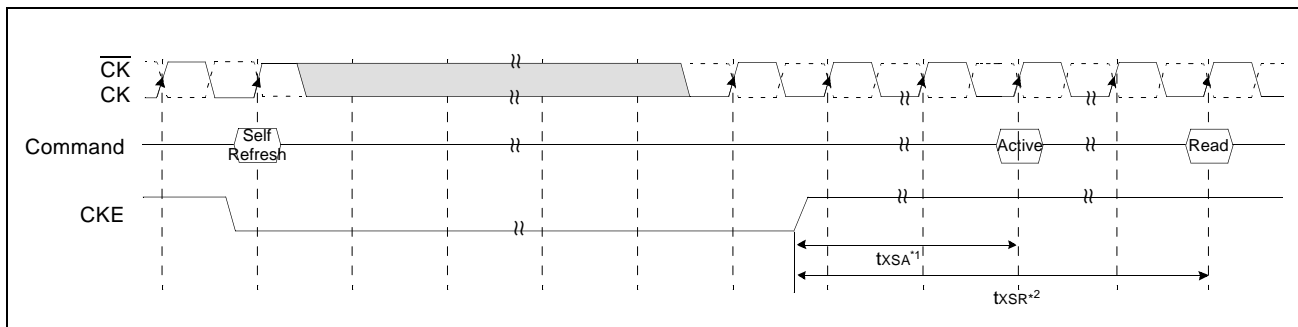 CK
CK
Command
Self
Refresh
Active
Read
CKE
tXSA*1
tXSR*2